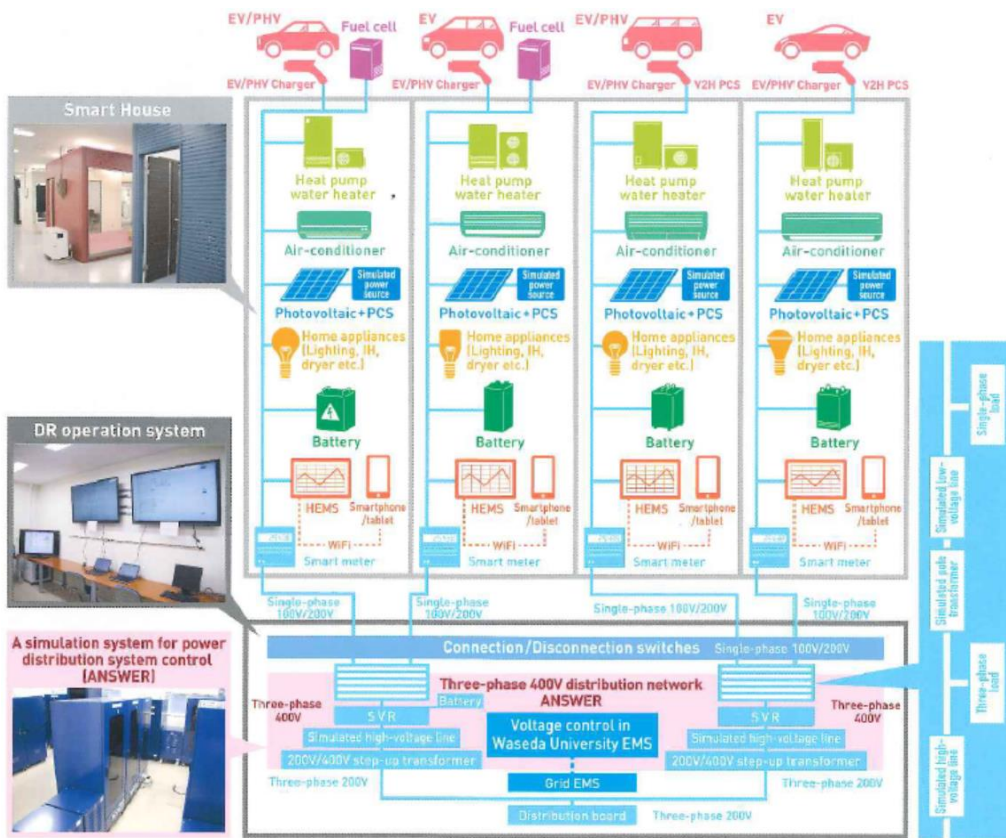 EV/PHV
Fuel cell
EV
Fuel cell
EV/PHV
EV
EV/PHV Charger
EV/PHV Charger
EV/PHV Charger
V2H PCS
EV/PHV Charger
V2H PCS
Smart House
Heat pump
water heater
Heat pump
water heater
Heat pump
water heater
Heat pump
water heater
Air-conditioner
Air-conditioner
Air-conditioner
Air-conditioner
Simulated
power
source
Simulated
power
source
Simulated
power
source
Simulated
power
source
Photovoltaic+PCS
Photovoltaic+PCS
Photovoltaic+PCS
Photovoltaic+PCS
Home appliances
(Lighting, IH,
dryer etc.)
Home appliances
(Lighting, IH,
dryer etc.)
Home appliances
(Lighting, IH,
dryer etc.)
Home appliances
(Lighting, IH,
dryer etc.)
Battery
Battery
Battery
Battery
DR operation system
HEMS
Smartphone
/tablet
HEMS
Smartphone
/tablet
HEMS
Smartphone
/tablet
HEMS
Smartphone
/tablet
WiFi
WiFi
WiFi
WiFi
Smart meter
Smart meter
Smart meter
Smart meter
Single-phase
100V/200V
Single-phase
100V/200V
Single-phase 100V/200V
Single-phase
100V/200V
Connection/Disconnection switches
Single-phase 100V/200V
A simulation system for power
distribution system control
(ANSWER)
Three-phase 400V distribution network
ANSWER
Three-phase
400V
Battery
SVR
Simulated high-voltage line
200V/400V step-up transformer
Three-phase 200V
Voltage control in
Waseda University EMS
Grid EMS
Distribution board
Three-phase 200V
Three-phase
400V
SVR
Simulated high-voltage line
200V/400V step-up transformer
Three-phase 200V
Single-phase
load
Simulated low-
voltage line
Simulated pole
transformer
Three-phase
load
Simulated high-
voltage line